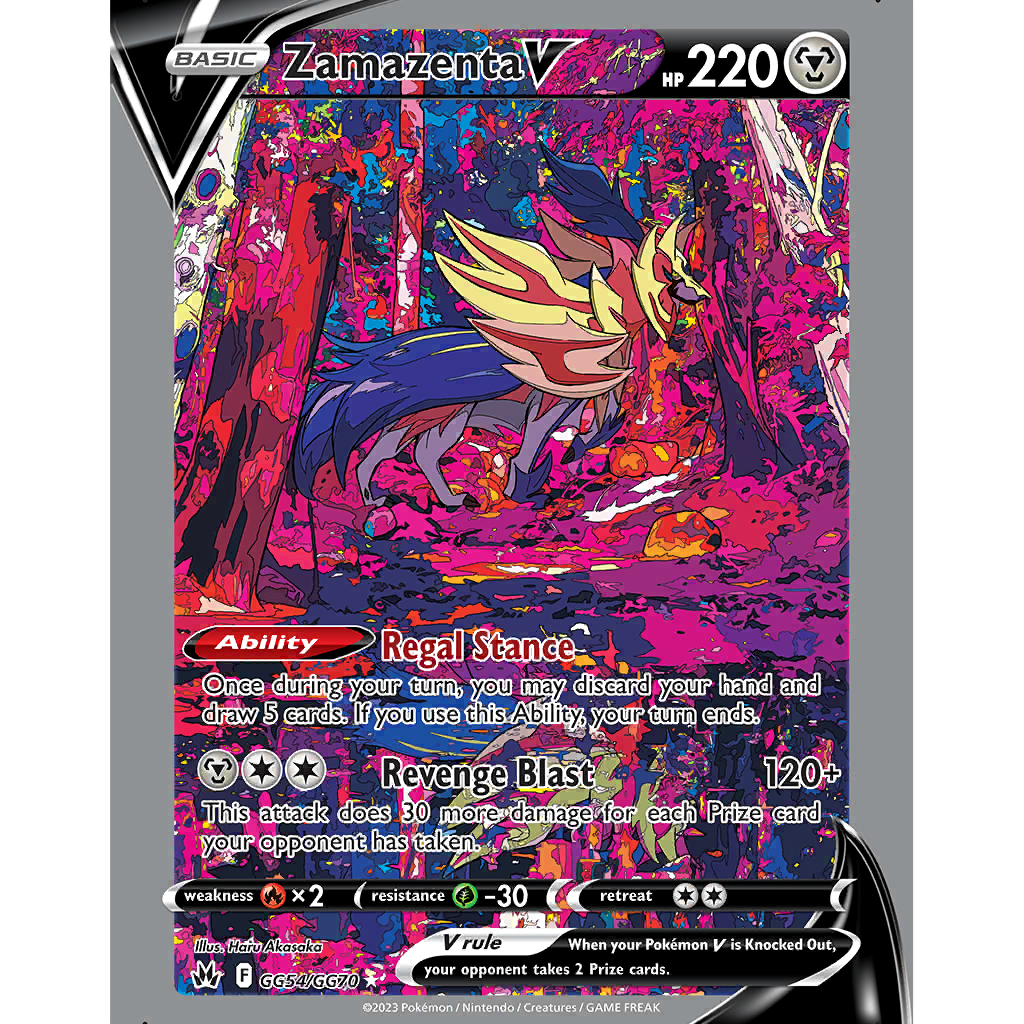 BASIC Zamazenta V HP 220
Ability Regal Stance
Once during your turn, you may discard your hand and
draw 5 cards. If you use this Ability, your turn ends.
Revenge Blast 120+
This attack does 30 more damage for each Prize card
your opponent has taken.
weakness ×2 resistance -30 retreat
Illus. Haru Akasaka
V rule When your Pokémon V is Knocked Out,
your opponent takes 2 Prize cards.
F GG54/GG70
©2023 Pokémon / Nintendo / Creatures / GAME FREAK